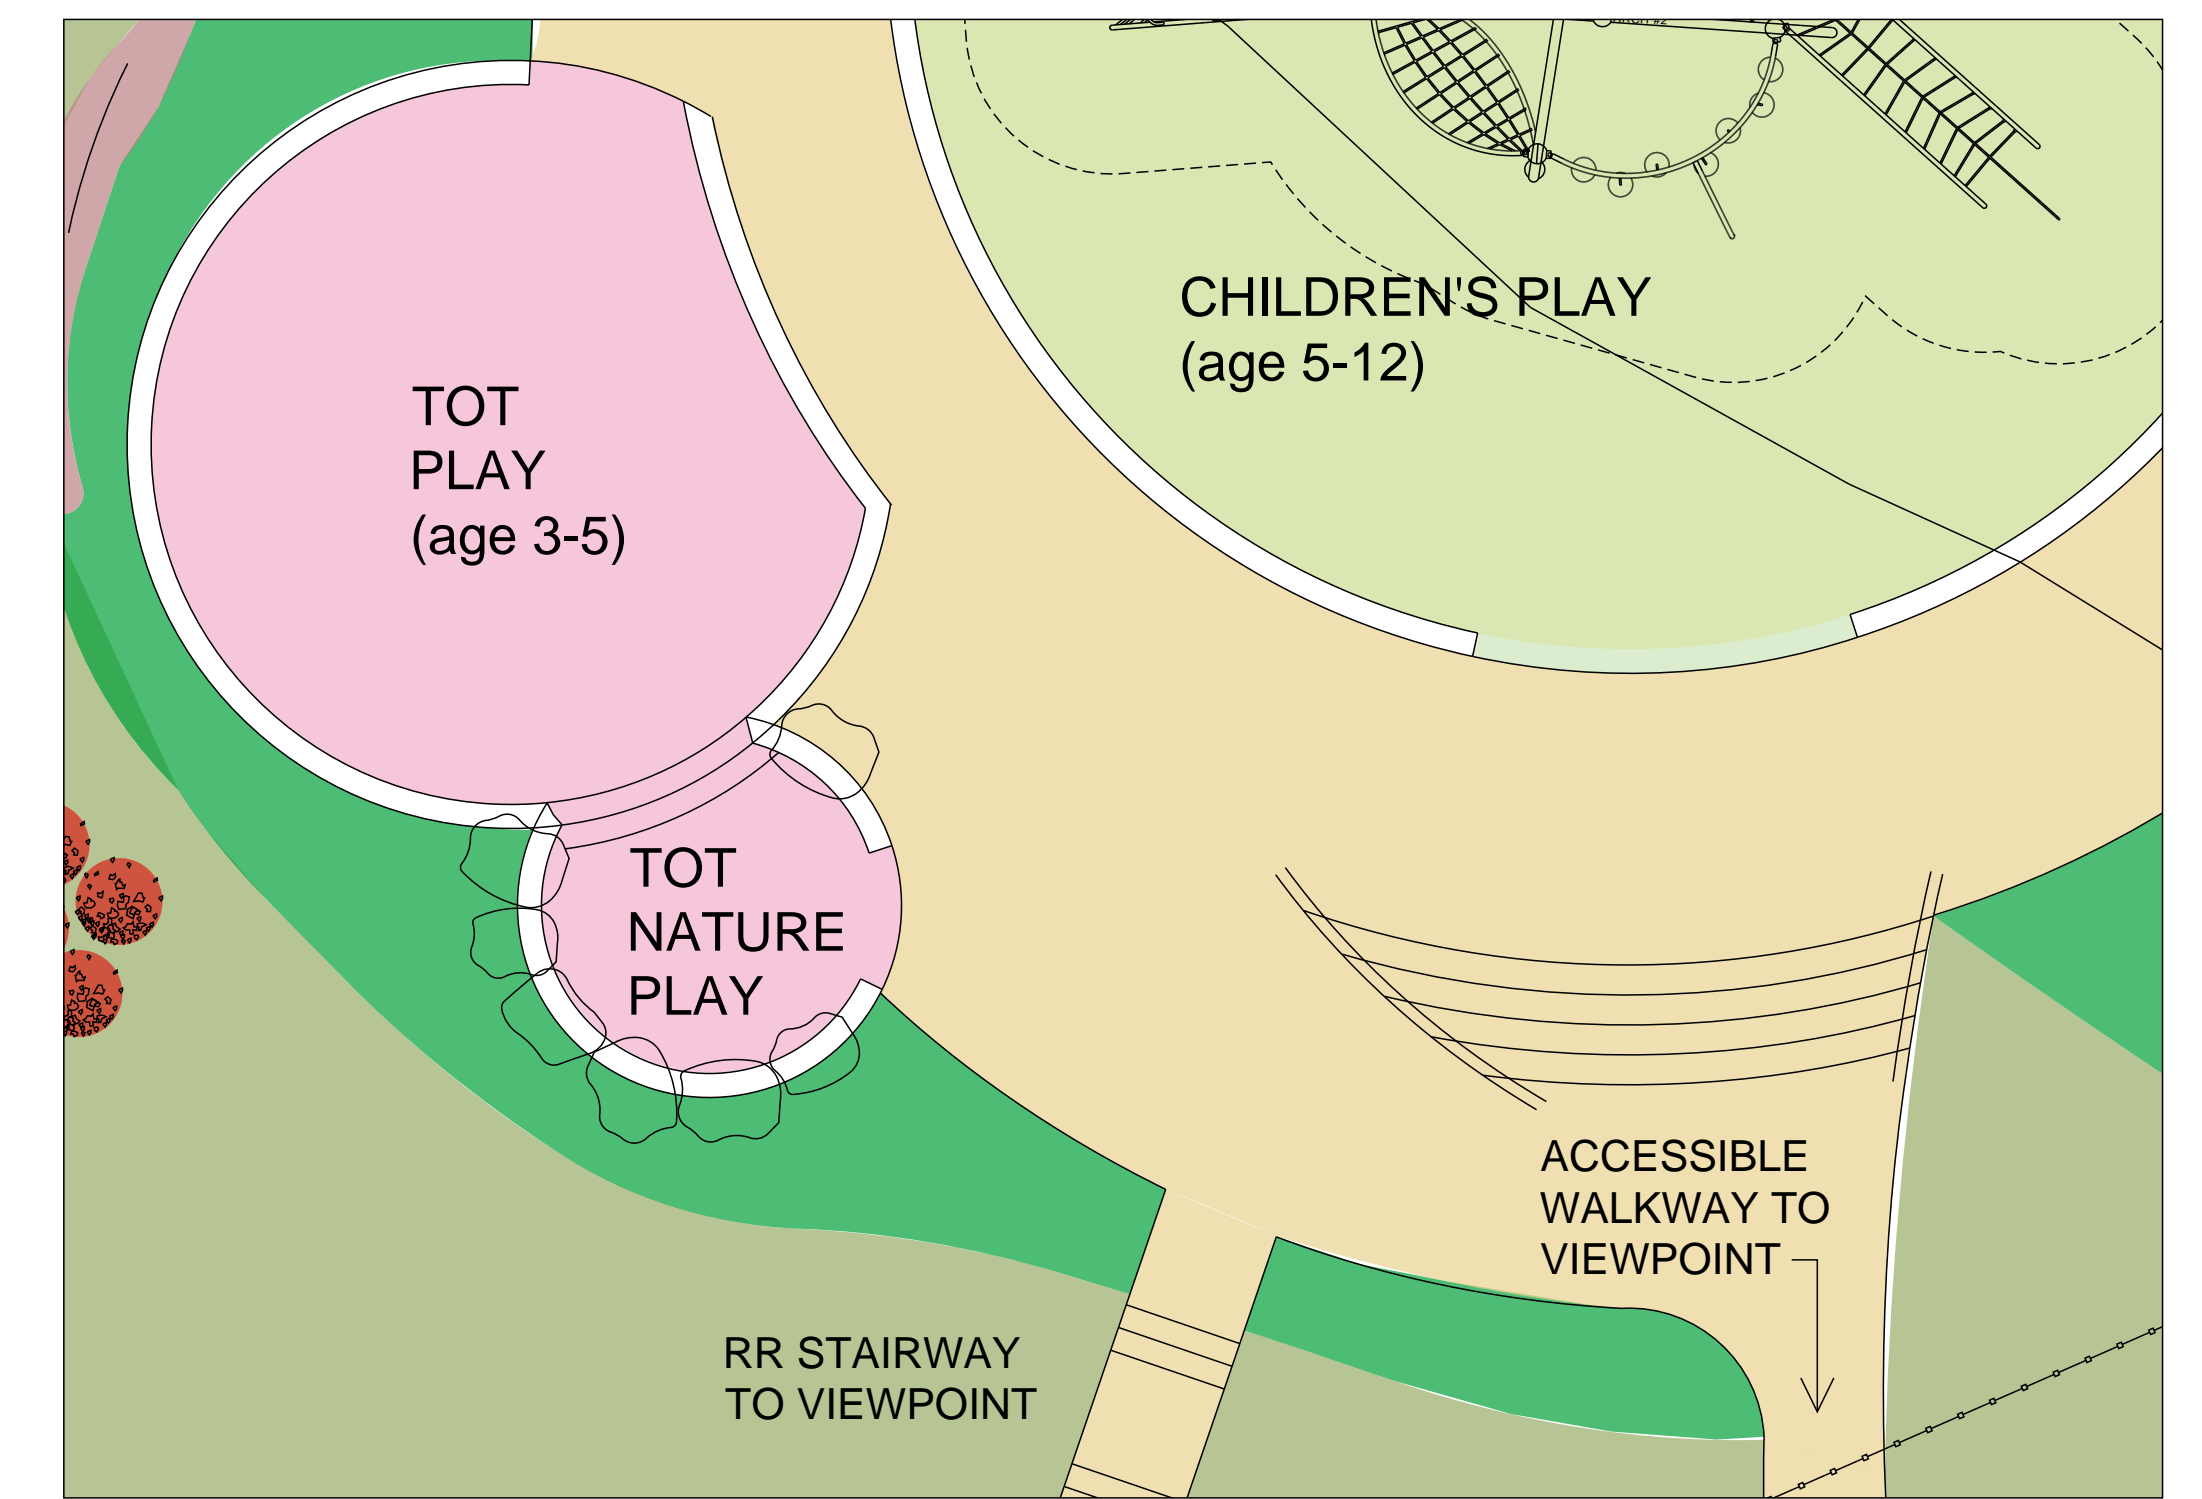 CHILDREN'S PLAY
(age 5-12)
TOT
PLAY
(age 3-5)
TOT
NATURE
PLAY
ACCESSIBLE
WALKWAY TO
VIEWPOINT
RR STAIRWAY
TO VIEWPOINT